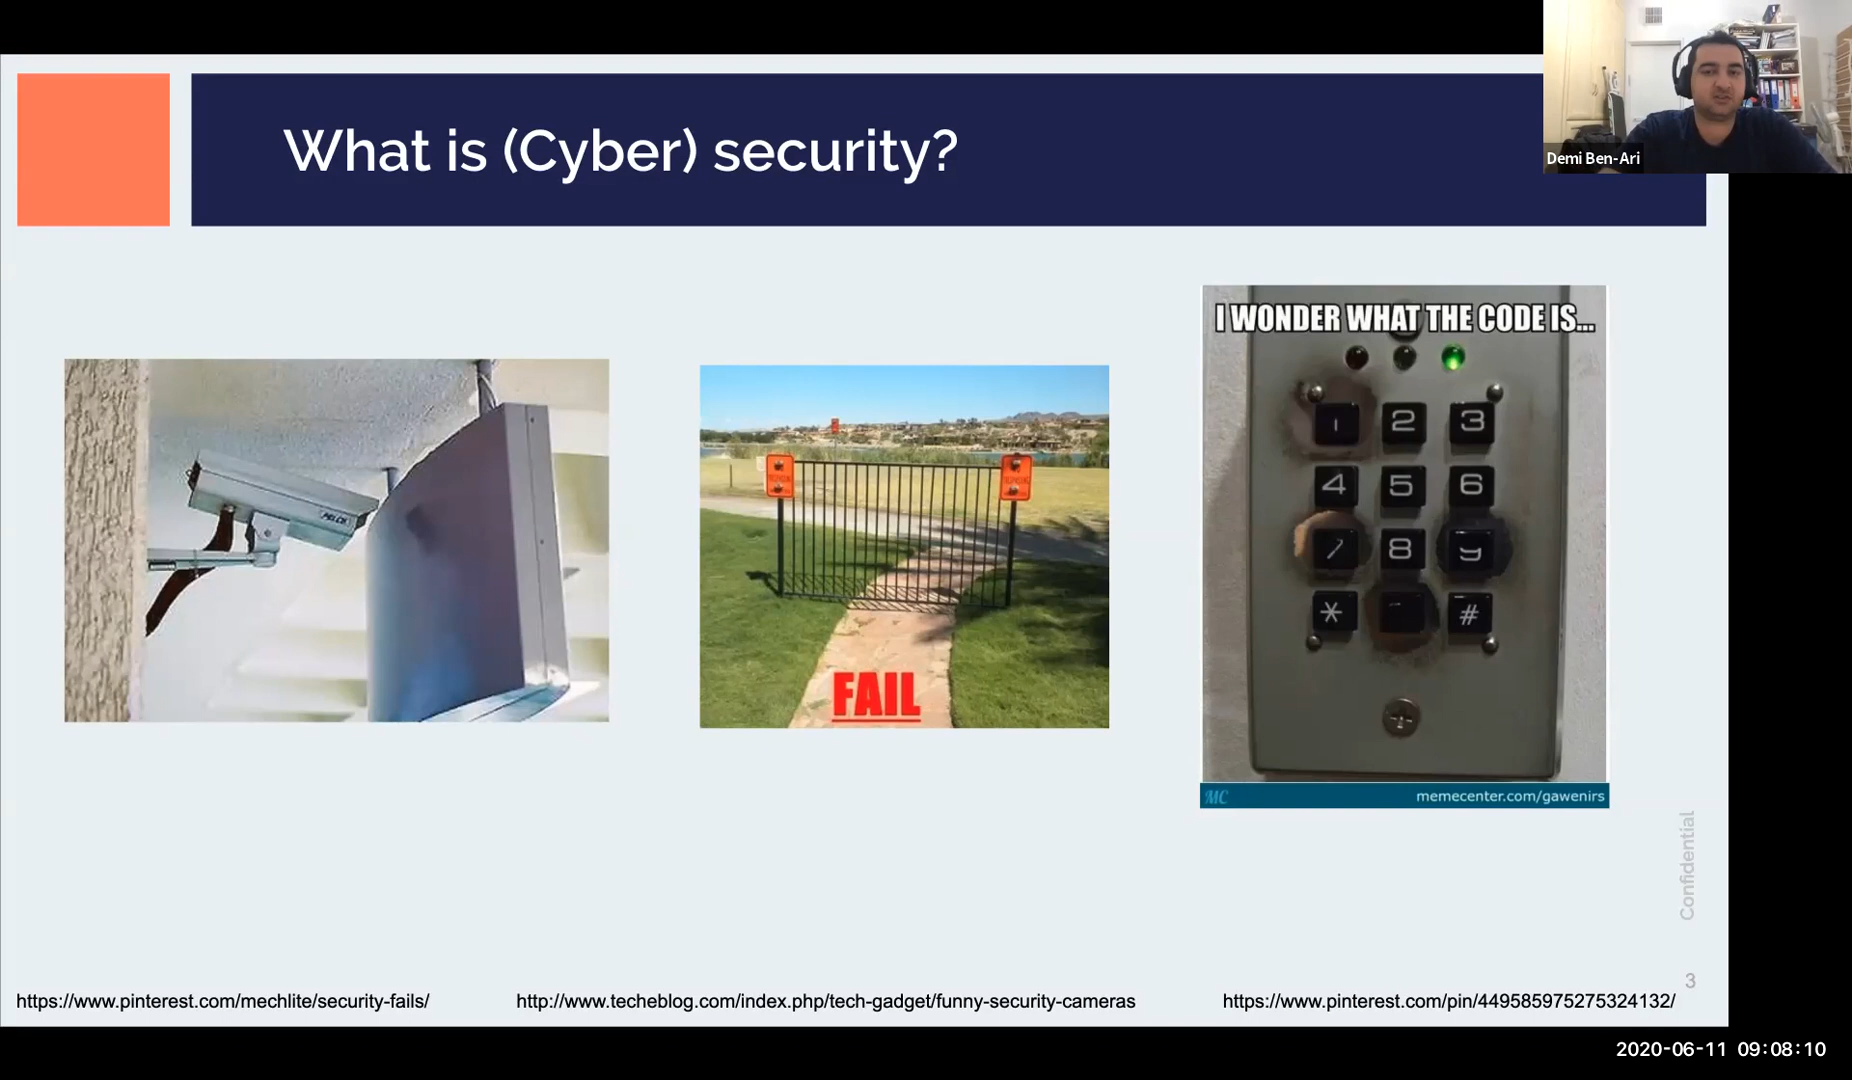 Demi Ben-Ari
What is (Cyber) security?
I WONDER WHAT THE CODE IS...
PELCO
1 2 3
4 5 6
7 8 9
* #
FAIL
MC memecenter.com/gawenirs
Confidential
3
https://www.pinterest.com/mechlite/security-fails/
http://www.techeblog.com/index.php/tech-gadget/funny-security-cameras
https://www.pinterest.com/pin/449585975275324132/
2020-06-11 09:08:10